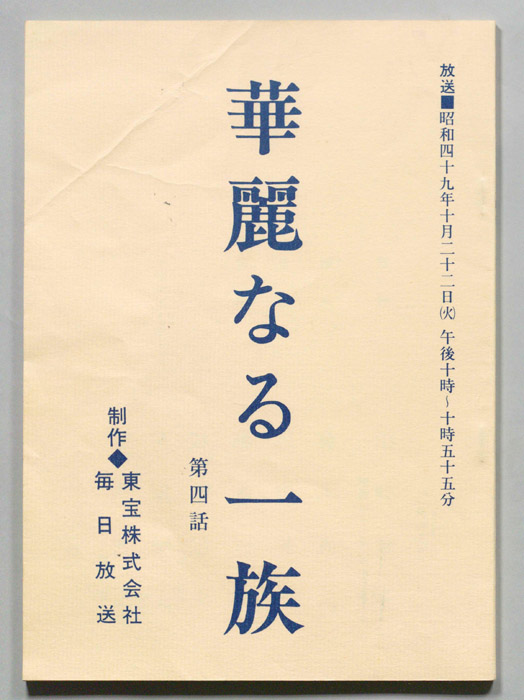 放送■昭和四十九年十月二十二日㈫ 午後十時～十時五十五分
華麗なる一族
第四話
制作◆東宝株式会社
毎日放送